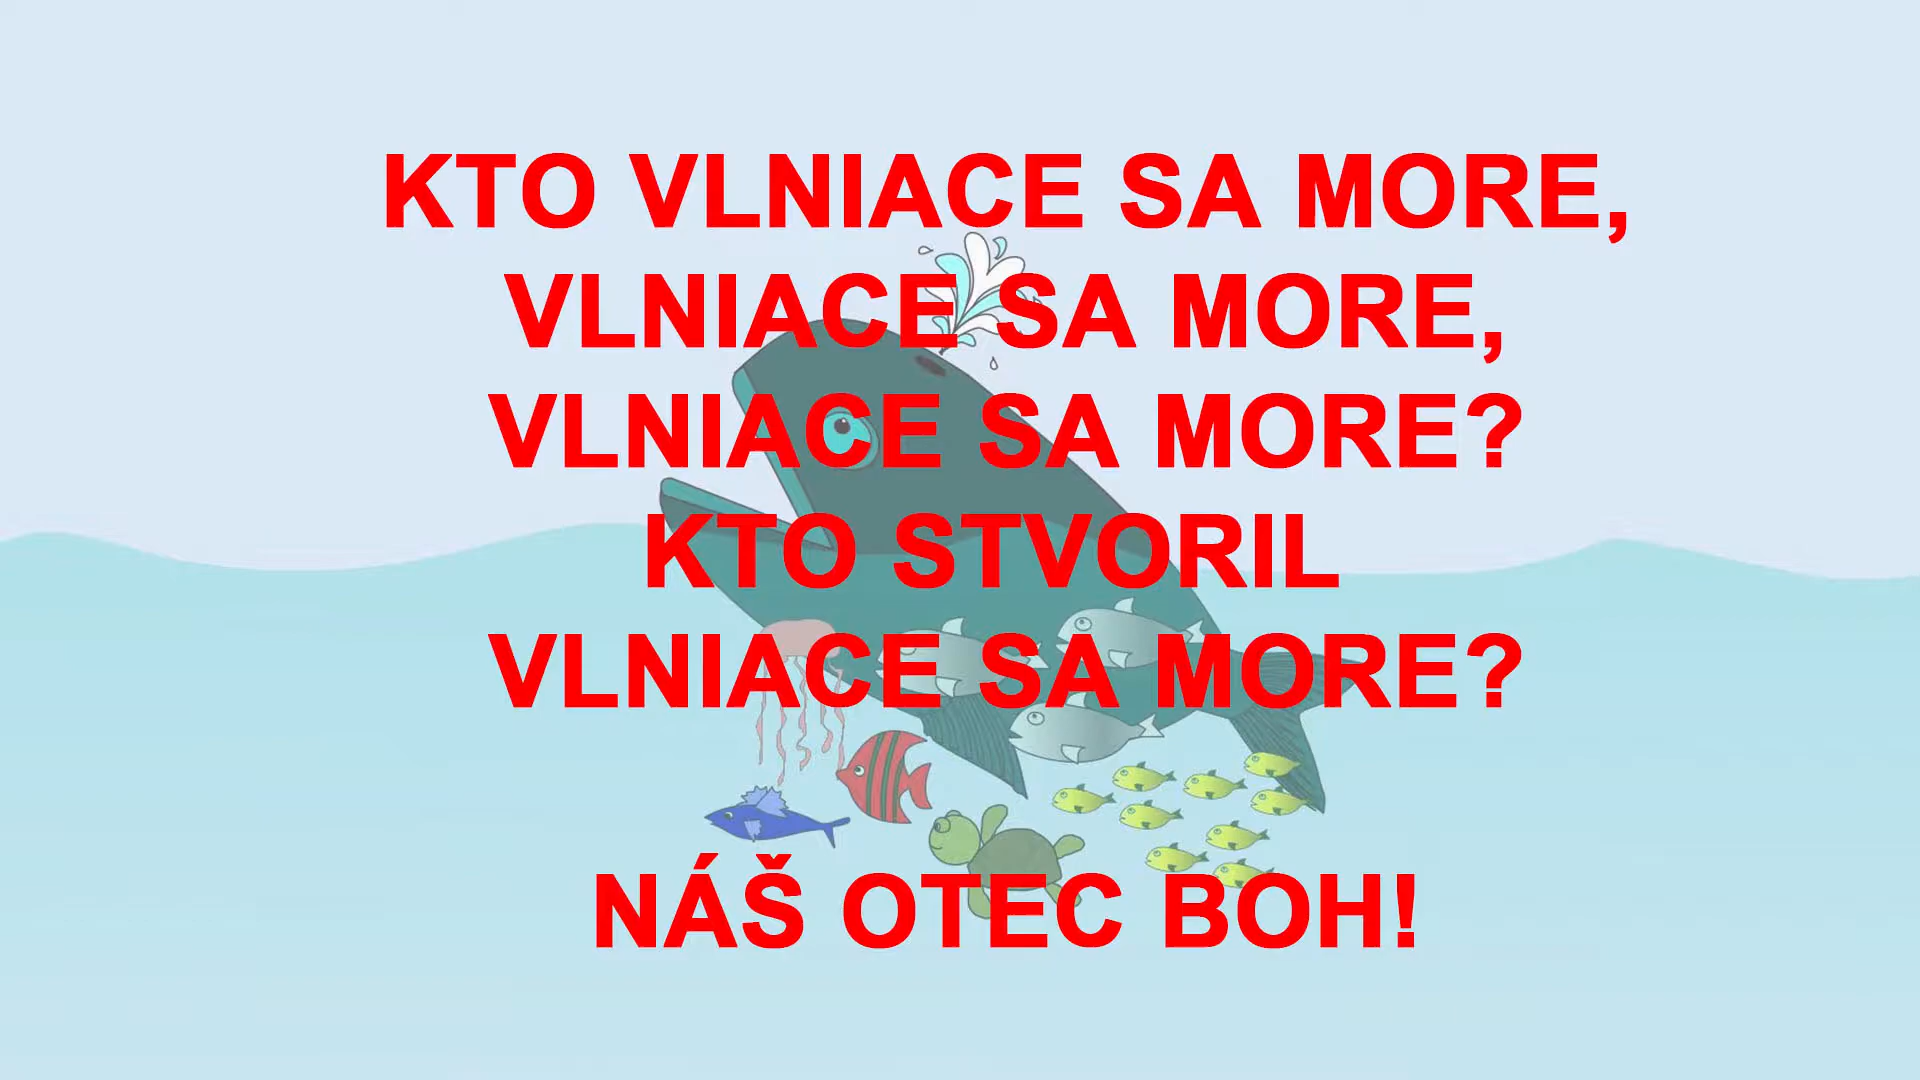 KTO VLNIACE SA MORE,
VLNIACE SA MORE,
VLNIACE SA MORE?
KTO STVORIL
VLNIACE SA MORE?
NÁŠ OTEC BOH!